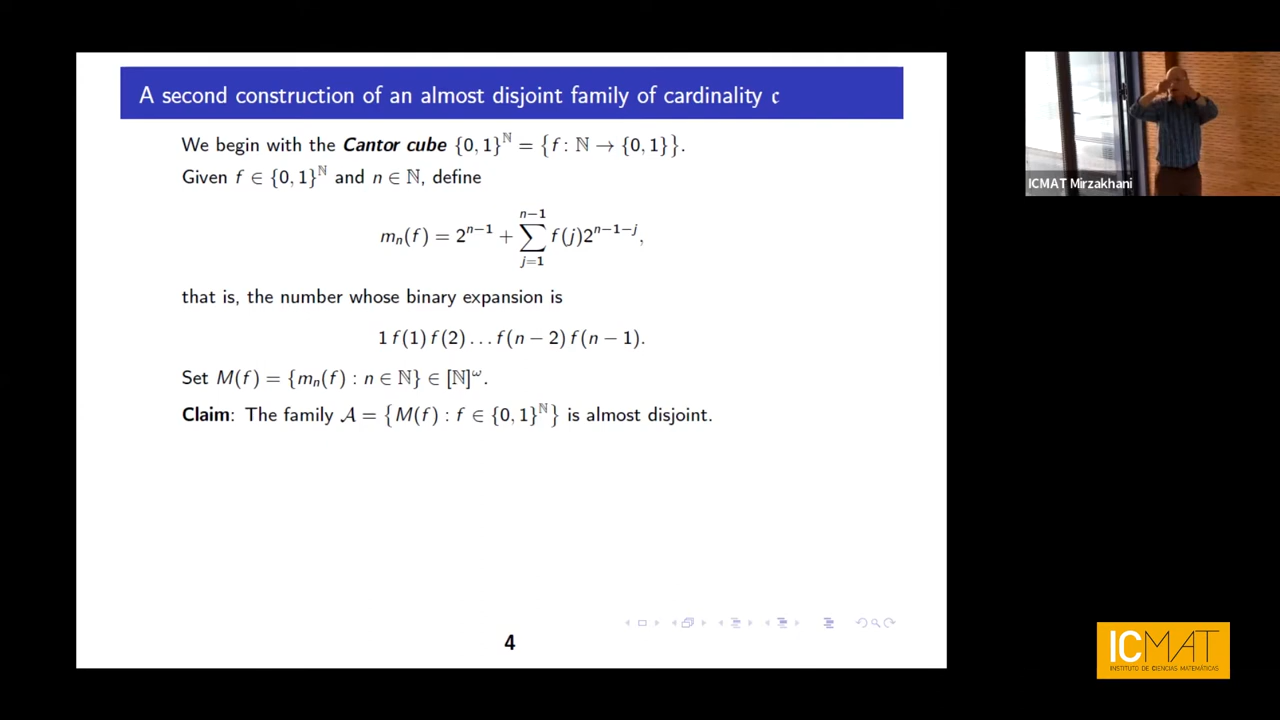 A second construction of an almost disjoint family of cardinality 𝔠
We begin with the Cantor cube {0, 1}^ℕ = {f : ℕ → {0, 1}}.
Given f ∈ {0, 1}^ℕ and n ∈ ℕ, define
mₙ(f) = 2^{n−1} + ∑_{j=1}^{n−1} f(j)2^{n−1−j},
that is, the number whose binary expansion is
1 f(1) f(2) . . . f(n − 2) f(n − 1).
Set M(f) = {mₙ(f) : n ∈ ℕ} ∈ [ℕ]^ω.
Claim: The family 𝒜 = {M(f) : f ∈ {0, 1}^ℕ} is almost disjoint.
4
ICMAT Mirzakhani
ICMAT
INSTITUTO DE CIENCIAS MATEMÁTICAS